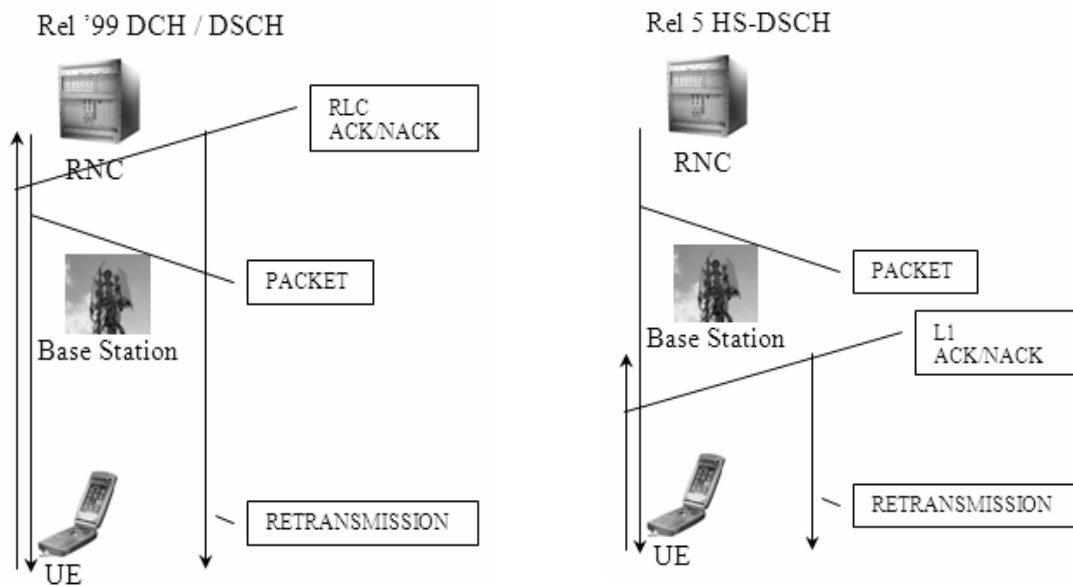 Rel '99 DCH / DSCH
RLC
ACK/NACK
RNC
PACKET
Base Station
RETRANSMISSION
UE
Rel 5 HS-DSCH
RNC
PACKET
Base Station
L1
ACK/NACK
RETRANSMISSION
UE